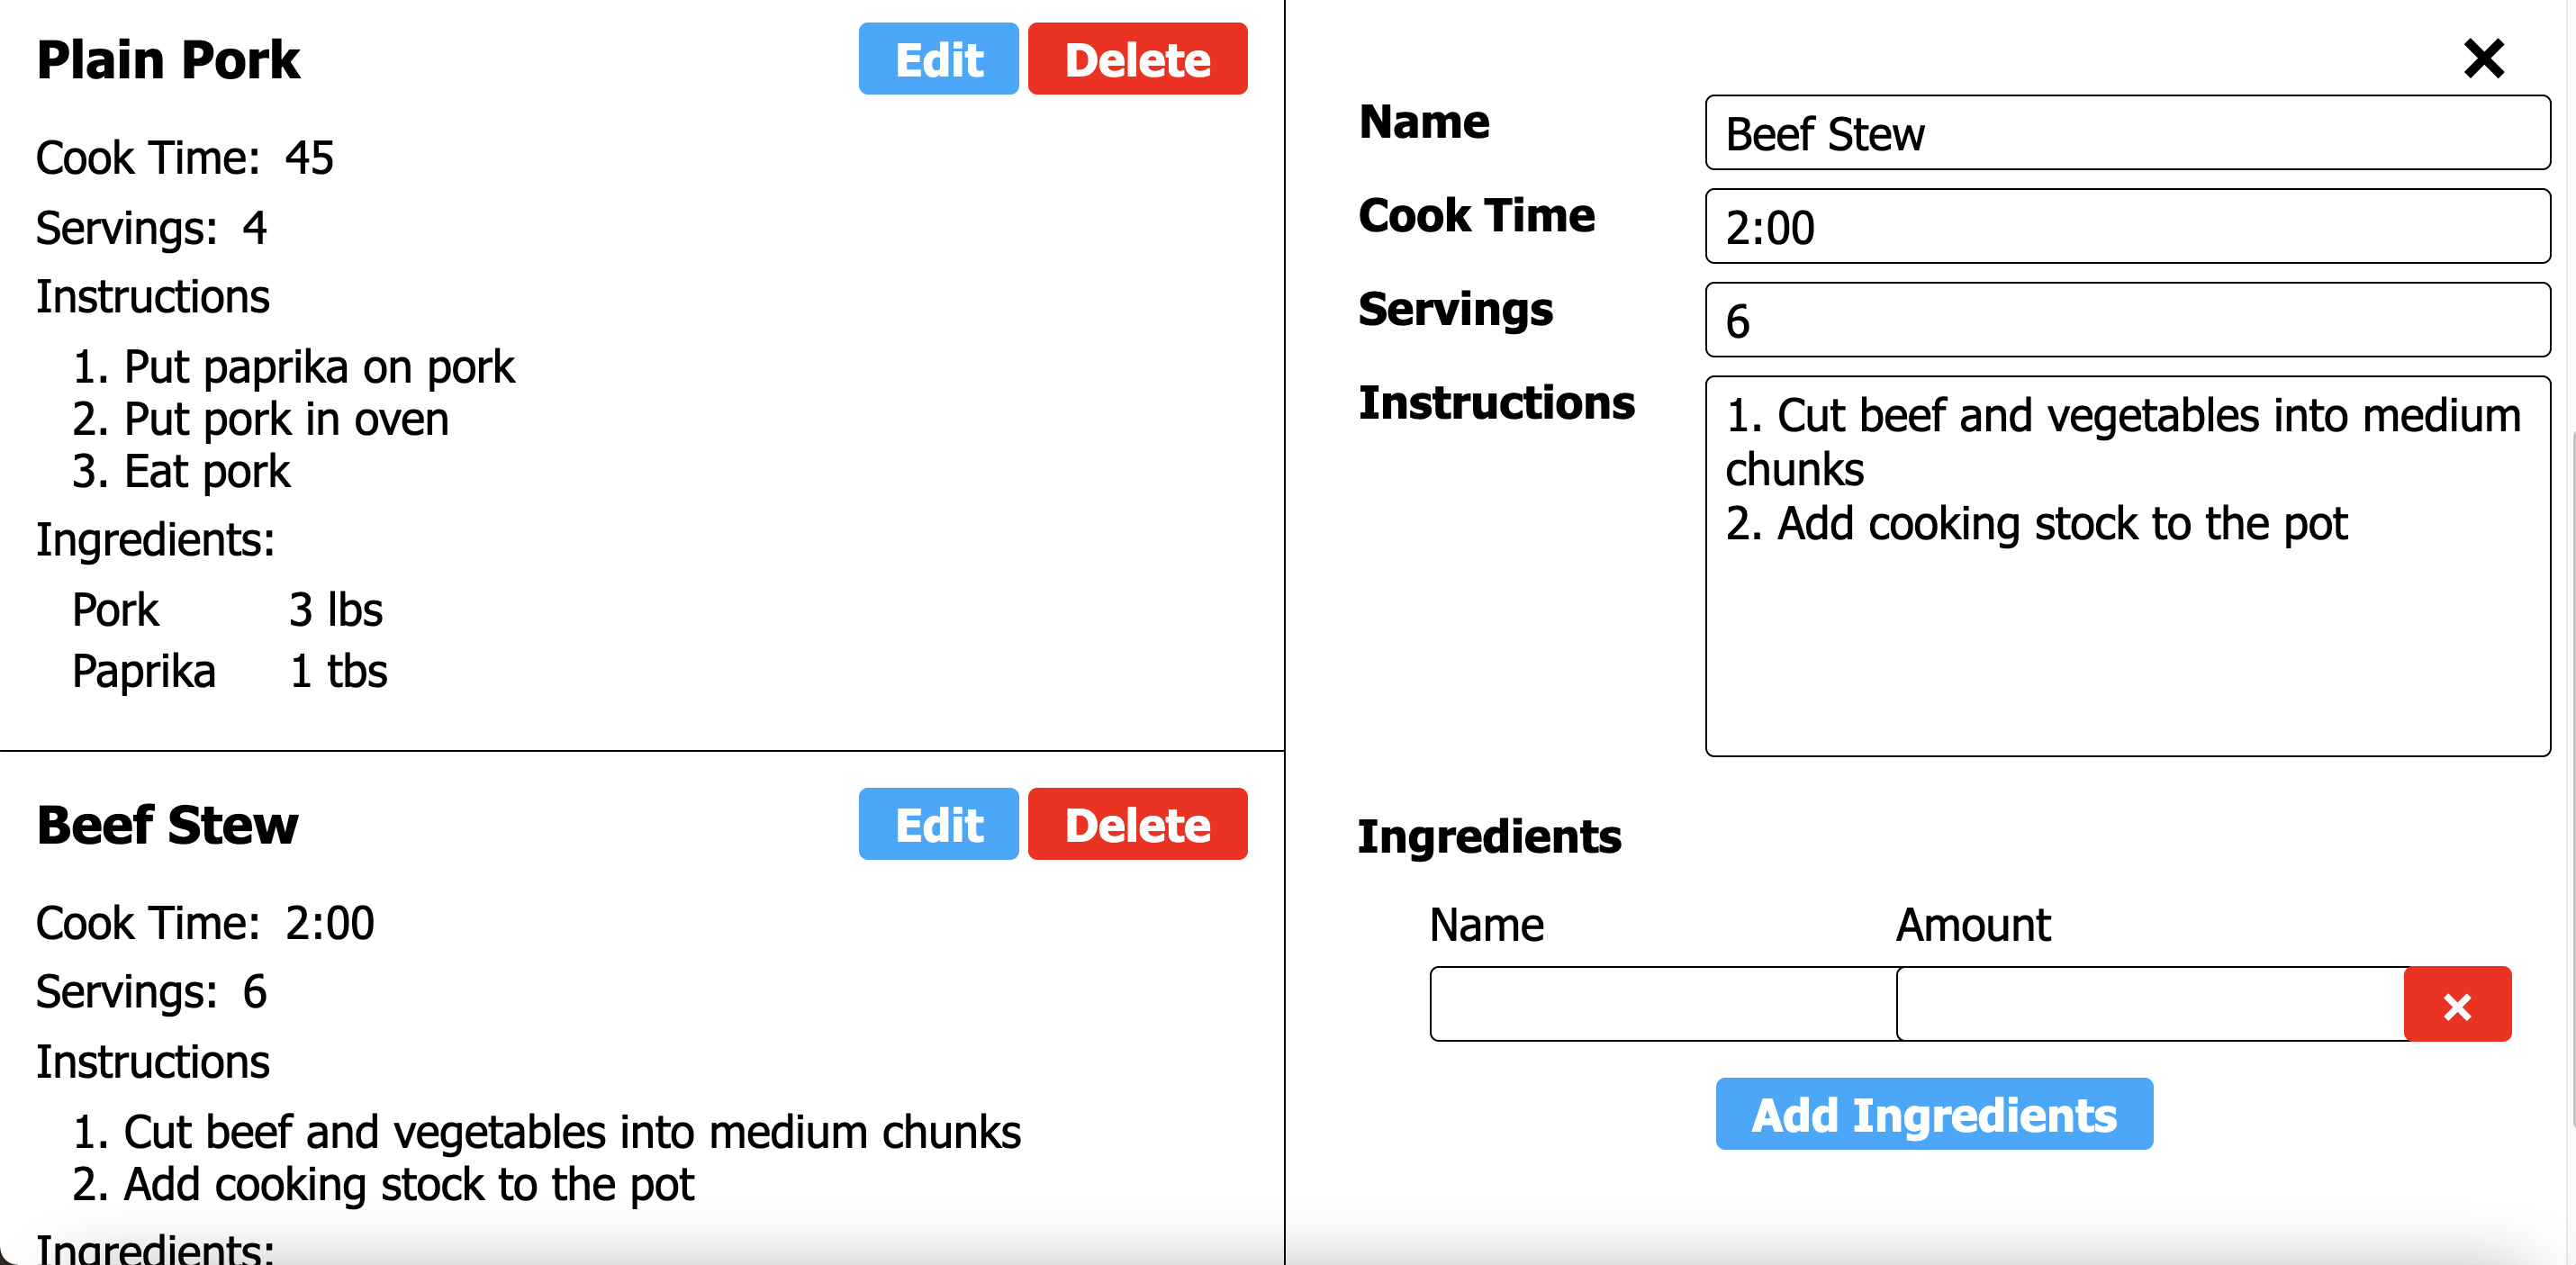 Plain Pork
Edit
Delete
Cook Time: 45
Servings: 4
Instructions
1. Put paprika on pork
2. Put pork in oven
3. Eat pork
Ingredients:
Pork 3 lbs
Paprika 1 tbs
Beef Stew
Edit
Delete
Cook Time: 2:00
Servings: 6
Instructions
1. Cut beef and vegetables into medium chunks
2. Add cooking stock to the pot
Ingredients:
×
Name
Beef Stew
Cook Time
2:00
Servings
6
Instructions
1. Cut beef and vegetables into medium
chunks
2. Add cooking stock to the pot
Ingredients
Name Amount
×
Add Ingredients